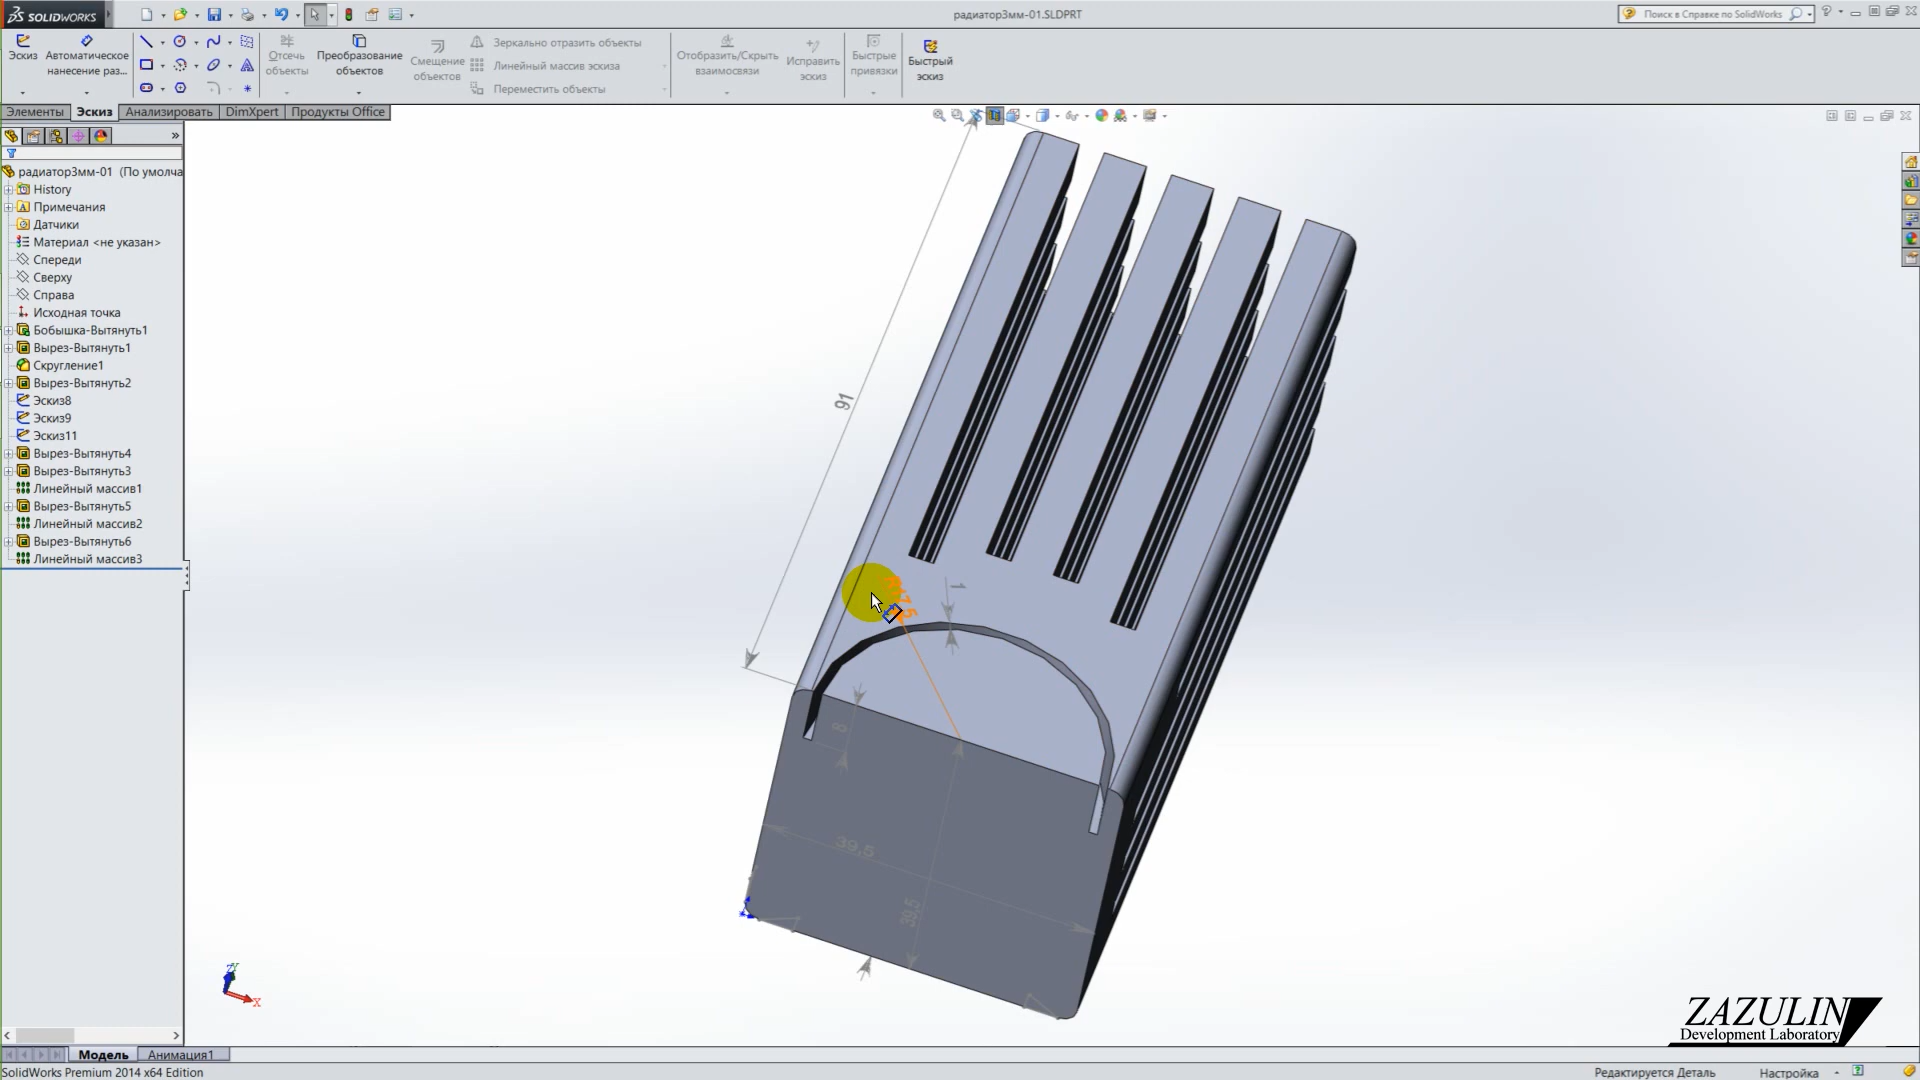 SOLIDWORKS
радиатор3мм-01.SLDPRT
Поиск в Справке по SolidWorks
Эскиз
Автоматическое нанесение раз...
Отсечь объекты
Преобразование объектов
Смещение объектов
Зеркально отразить объекты
Линейный массив эскиза
Переместить объекты
Отобразить/Скрыть взаимосвязи
Исправить эскиз
Быстрые привязки
Быстрый эскиз
Элементы
Эскиз
Анализировать
DimXpert
Продукты Office
радиатор3мм-01 (По умолча
History
Примечания
Датчики
Материал <не указан>
Спереди
Сверху
Справа
Исходная точка
Бобышка-Вытянуть1
Вырез-Вытянуть1
Скругление1
Вырез-Вытянуть2
Эскиз8
Эскиз9
Эскиз11
Вырез-Вытянуть4
Вырез-Вытянуть3
Линейный массив1
Вырез-Вытянуть5
Линейный массив2
Вырез-Вытянуть6
Линейный массив3
91
1
8
39,5
39,5
X
ZAZULIN
Development Laboratory
Модель
Анимация1
SolidWorks Premium 2014 x64 Edition
Редактируется Деталь
Настройка